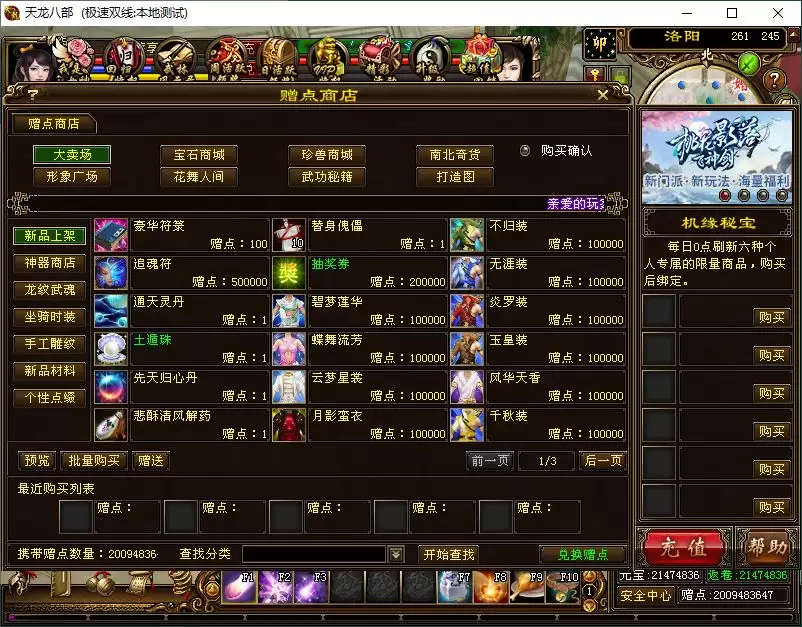 天龙八部 (极速双线:本地测试)
洛阳 261 245
卯
北
赠点商店
赠点商店
大卖场 宝石商城 珍兽商城 南北奇货 购买确认
形象广场 花舞人间 武功秘籍 打造图
亲爱的玩家
新门派·新玩法·海量福利
机缘秘宝
每日0点刷新六种个
人专属的限量商品,购买
后绑定。
新品上架
神器商店
龙纹武魂
坐骑时装
手工雕纹
新品材料
个性点缀
豪华符箓 赠点:100
替身傀儡 10 赠点:1
不归装 赠点:100000
追魂符 赠点:500000
奖 抽奖券 赠点:200000
无涯装 赠点:100000
通天灵丹 赠点:1
碧梦莲华 赠点:100000
炎罗装 赠点:100000
土遁珠 赠点:1
蝶舞流芳 赠点:100000
玉皇装 赠点:100000
先天归心丹 赠点:1
云梦星裳 赠点:100000
风华天香 赠点:100000
悲酥清风解药 赠点:1
月影蛮衣 赠点:100000
千秋装 赠点:100000
购买
购买
购买
购买
购买
购买
预览 批量购买 赠送 前一页 1/3 后一页
最近购买列表
赠点: 赠点: 赠点: 赠点: 赠点:
携带赠点数量:20094836 查找分类 开始查找 兑换赠点
充值 帮助
F1 F2 F3 F7 F8 F9 F10 1
元宝:21474836 返卷:21474836
安全中心 赠点:2009483647